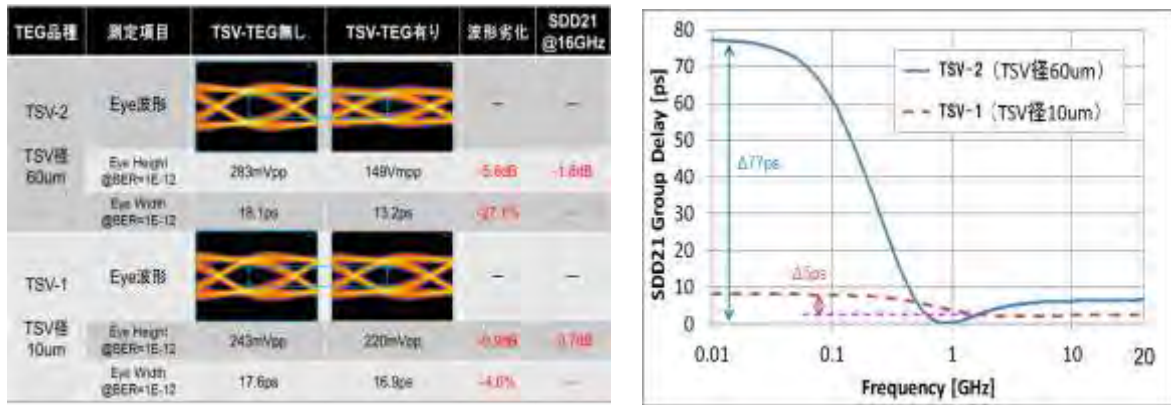 TEG品種 測定項目 TSV-TEG無し TSV-TEG有り 波形劣化 SDD21 @16GHz
TSV-2
TSV径
60um
Eye波形 – –
Eye Height
@BER=1E-12
283mVpp 149Vmpp -5.6dB -1.8dB
Eye Width
@BER=1E-12
18.1ps 13.2ps -27.1% –
TSV-1
TSV径
10um
Eye波形 – –
Eye Height
@BER=1E-12
243mVpp 220mVpp -0.9dB
Eye Width
@BER=1E-12
17.6ps 16.9ps -4.0% –
SDD21 Group Delay [ps]
80
70
60
50
40
30
20
10
0
TSV-2(TSV径60um)
TSV-1(TSV径10um)
Δ77ps
Δ5ps
0.01 0.1 1 10 20
Frequency [GHz]